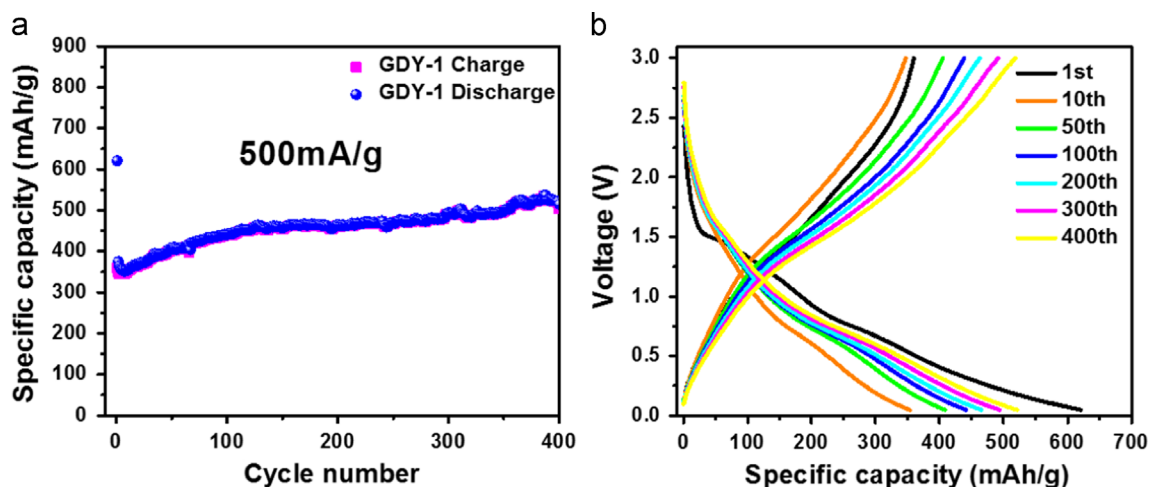 a
900
800
700
600
500
400
300
200
100
0
Specific capacity (mAh/g)
GDY-1 Charge
GDY-1 Discharge
500mA/g
0
100
200
300
400
Cycle number
b
3.0
2.5
2.0
1.5
1.0
0.5
0.0
Voltage (V)
1st
10th
50th
100th
200th
300th
400th
0
100
200
300
400
500
600
700
Specific capacity (mAh/g)